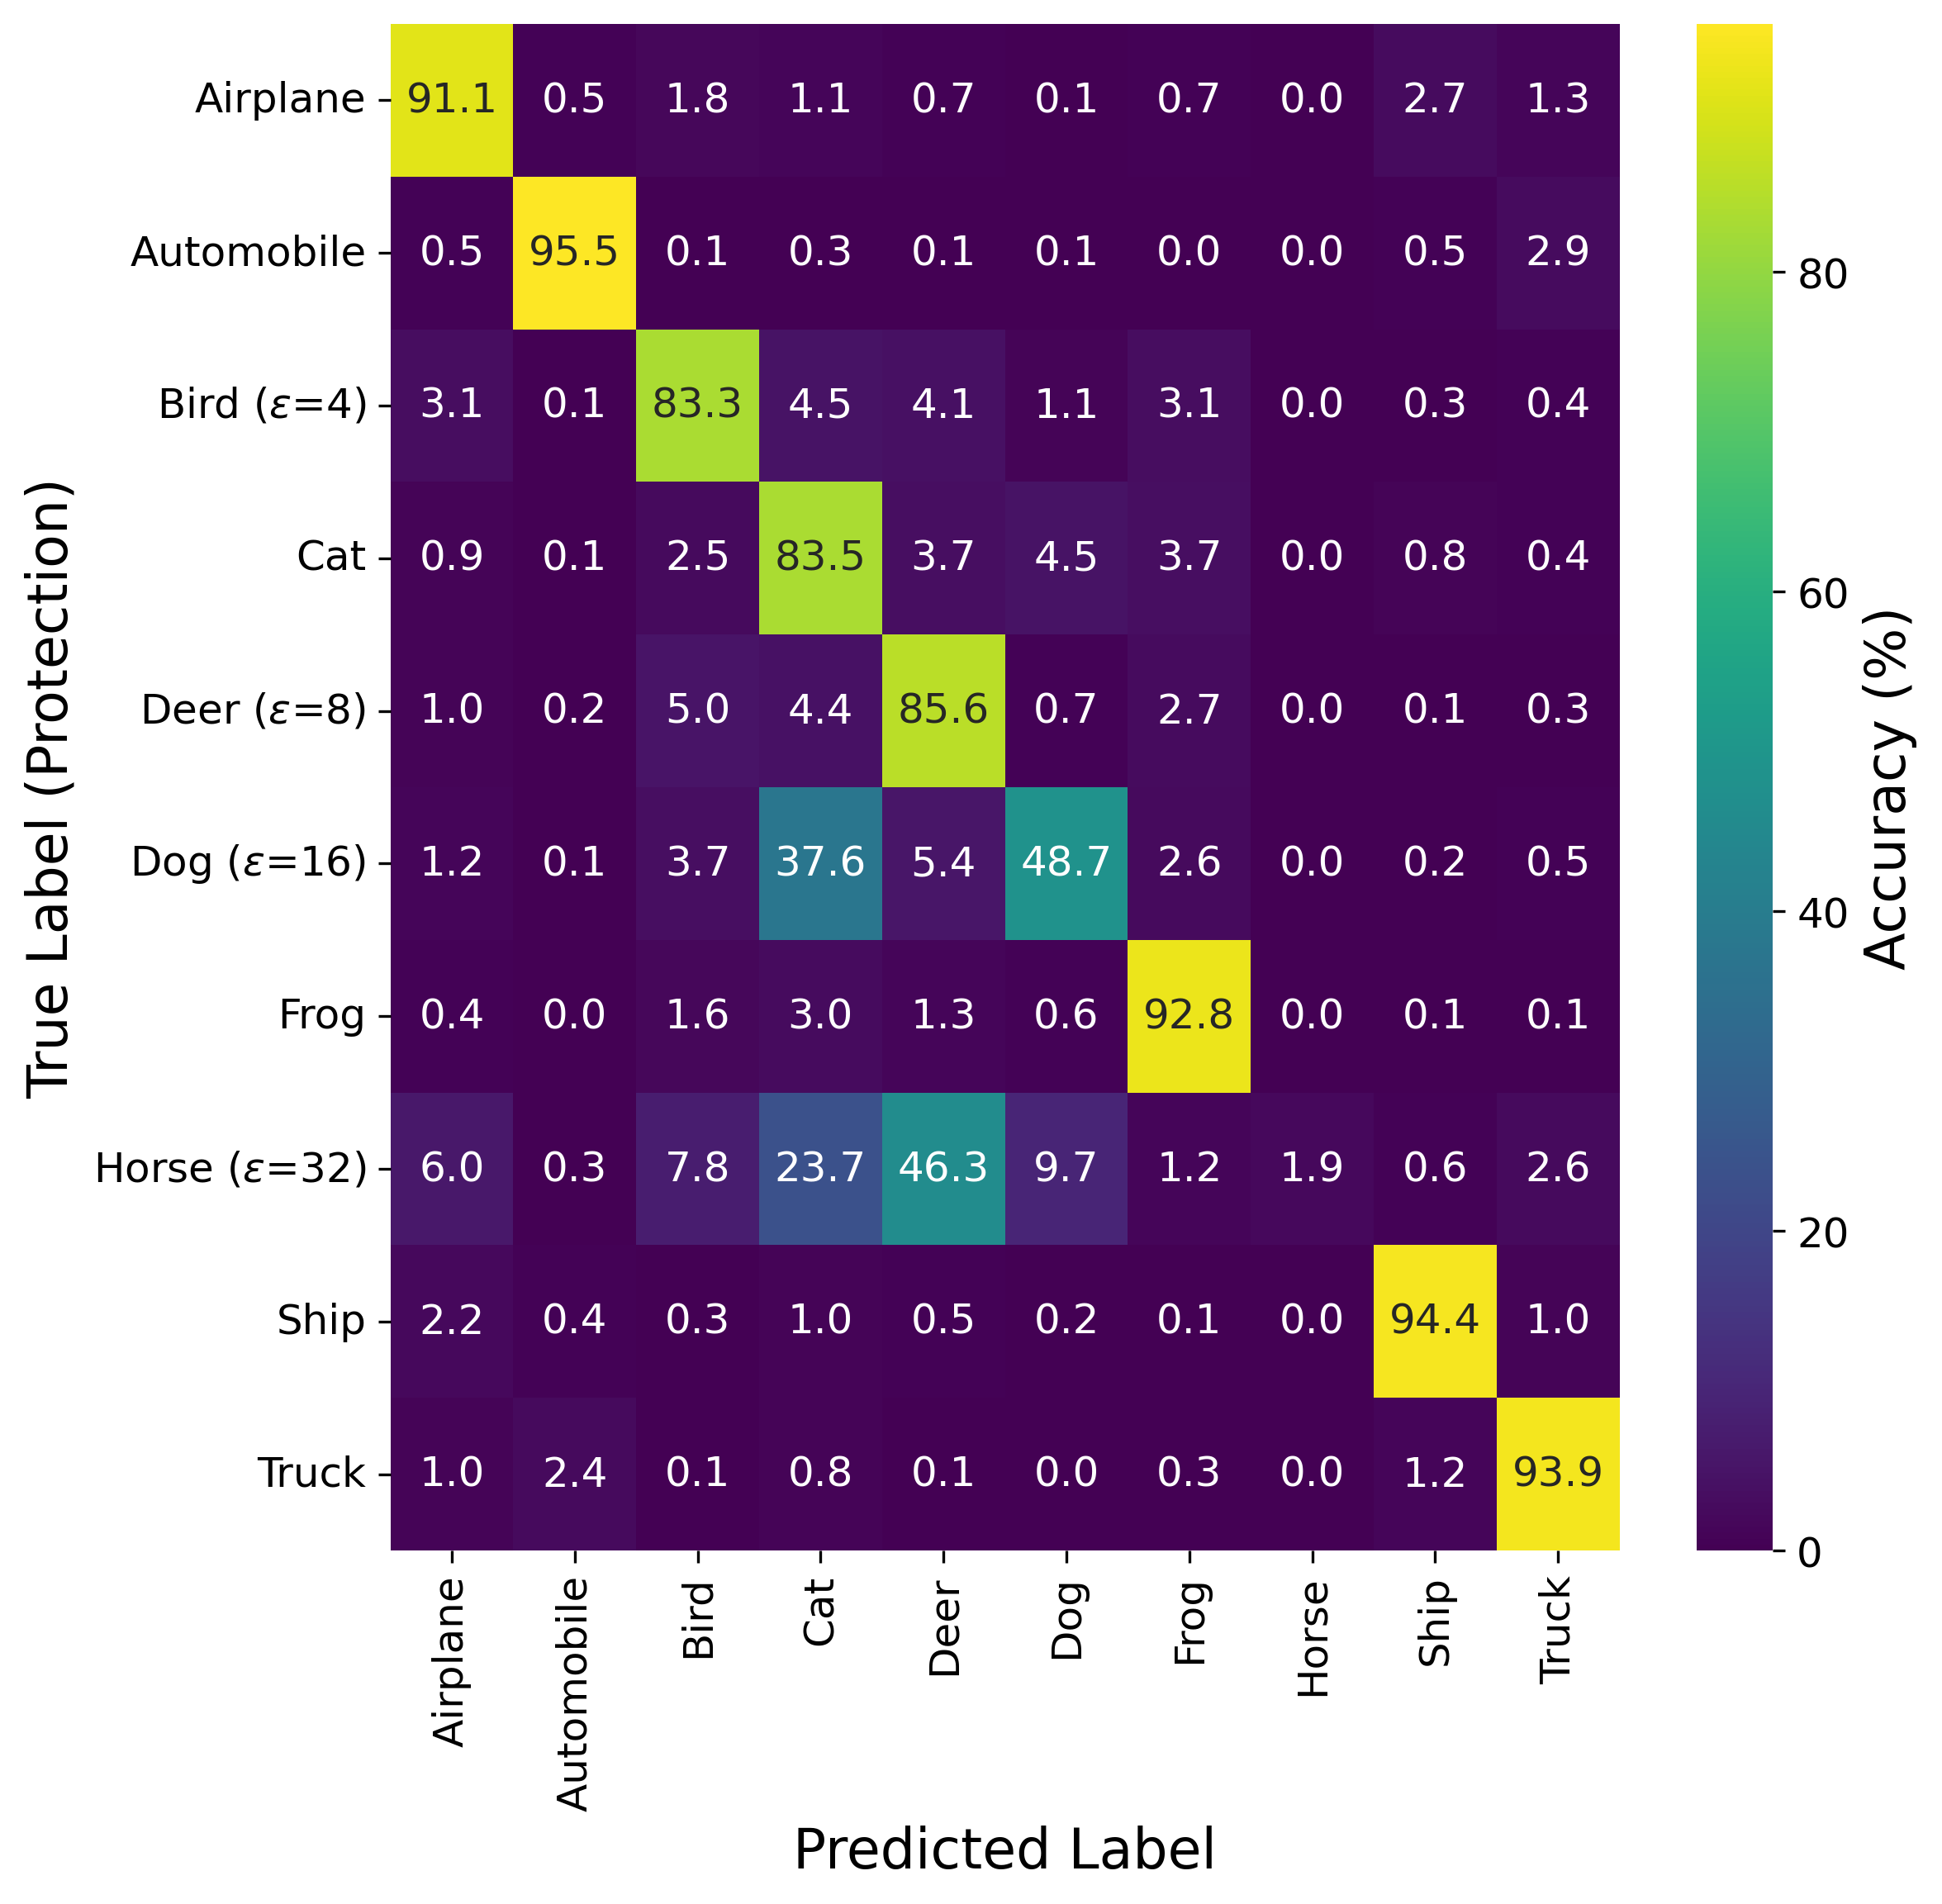 Airplane 91.1 0.5 1.8 1.1 0.7 0.1 0.7 0.0 2.7 1.3
Automobile 0.5 95.5 0.1 0.3 0.1 0.1 0.0 0.0 0.5 2.9
Bird (ε=4) 3.1 0.1 83.3 4.5 4.1 1.1 3.1 0.0 0.3 0.4
Cat 0.9 0.1 2.5 83.5 3.7 4.5 3.7 0.0 0.8 0.4
Deer (ε=8) 1.0 0.2 5.0 4.4 85.6 0.7 2.7 0.0 0.1 0.3
Dog (ε=16) 1.2 0.1 3.7 37.6 5.4 48.7 2.6 0.0 0.2 0.5
Frog 0.4 0.0 1.6 3.0 1.3 0.6 92.8 0.0 0.1 0.1
Horse (ε=32) 6.0 0.3 7.8 23.7 46.3 9.7 1.2 1.9 0.6 2.6
Ship 2.2 0.4 0.3 1.0 0.5 0.2 0.1 0.0 94.4 1.0
Truck 1.0 2.4 0.1 0.8 0.1 0.0 0.3 0.0 1.2 93.9
Airplane Automobile Bird Cat Deer Dog Frog Horse Ship Truck
Predicted Label
True Label (Protection)
80
60
40
20
0
Accuracy (%)